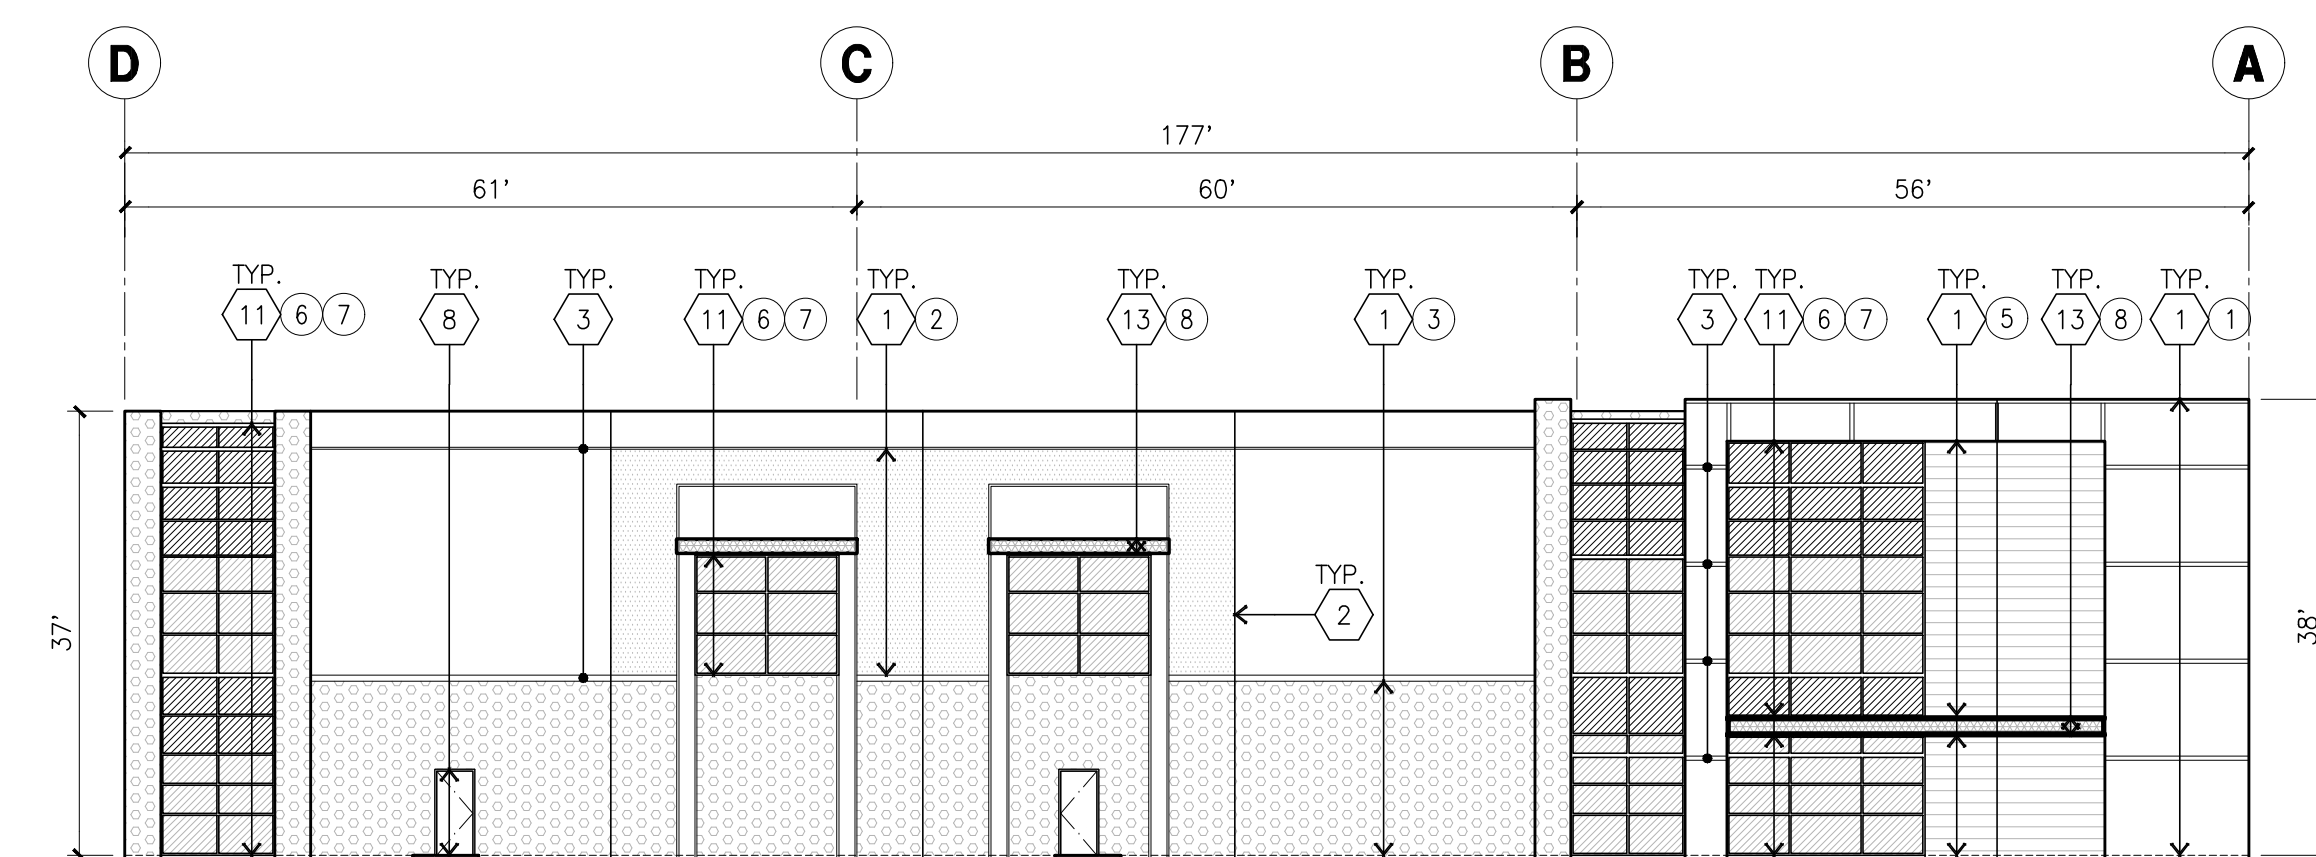 D C B A
177'
61' 60' 56'
TYP. TYP. TYP. TYP. TYP. TYP. TYP. TYP. TYP. TYP. TYP. TYP.
11 6 7 8 3 11 6 7 1 2 13 8 1 3 3 11 6 7 1 5 13 8 1 1
TYP.
2
37'
38'